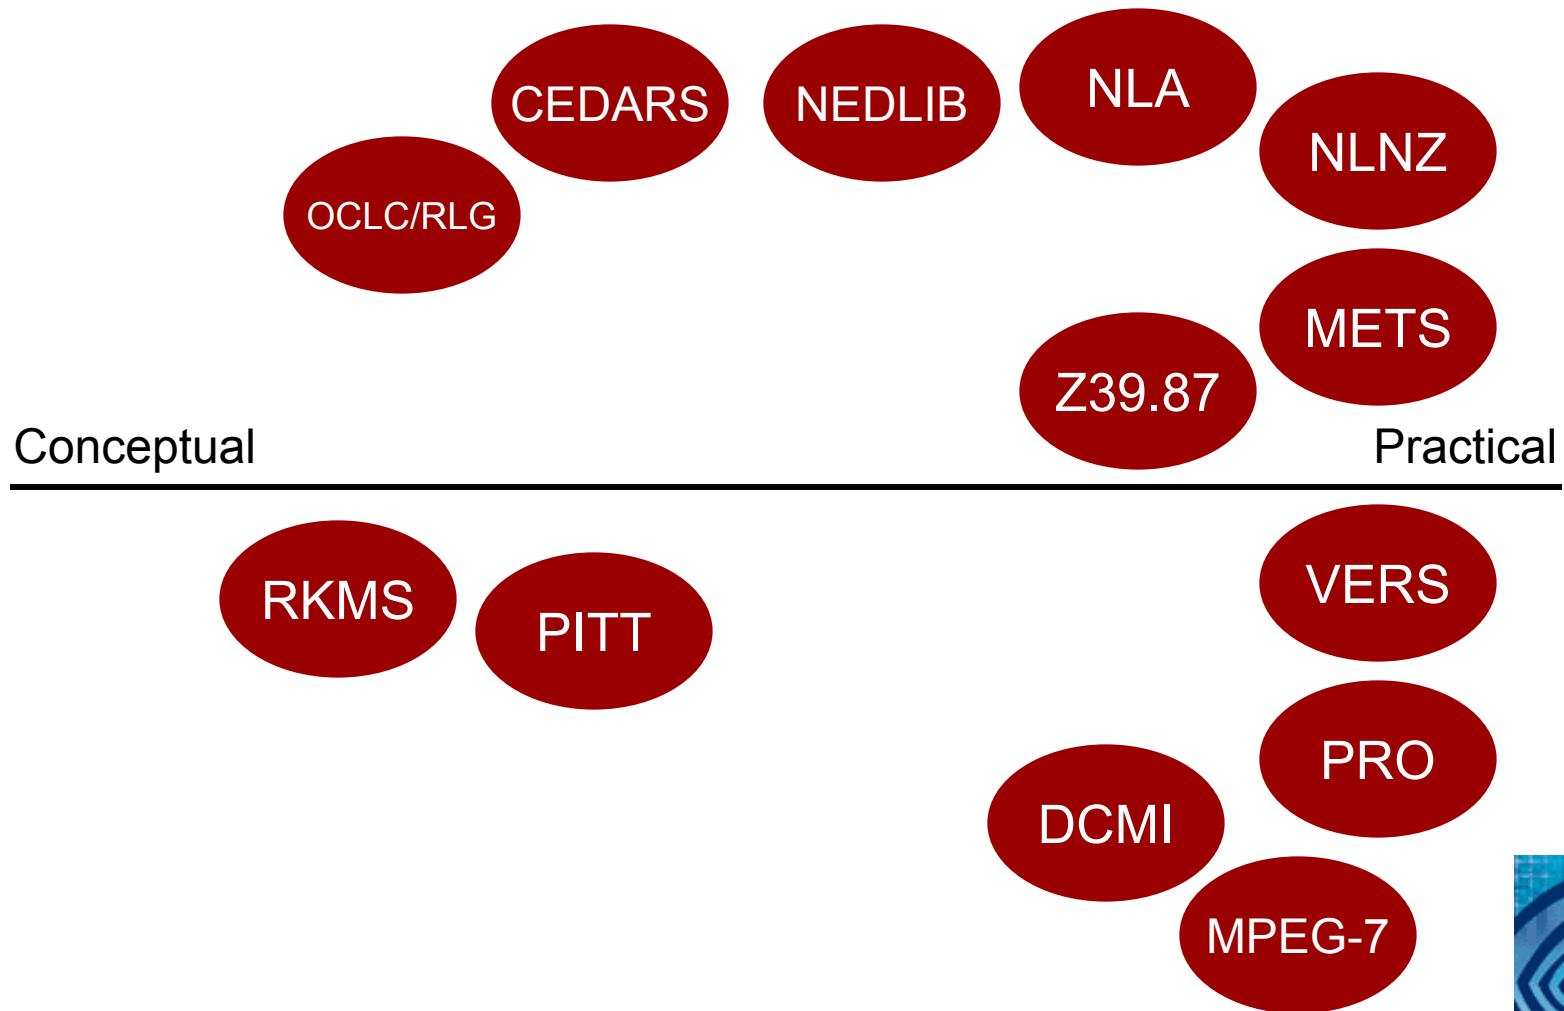 CEDARS
NEDLIB
NLA
NLNZ
OCLC/RLG
METS
Z39.87
Conceptual
Practical
RKMS
PITT
VERS
PRO
DCMI
MPEG-7